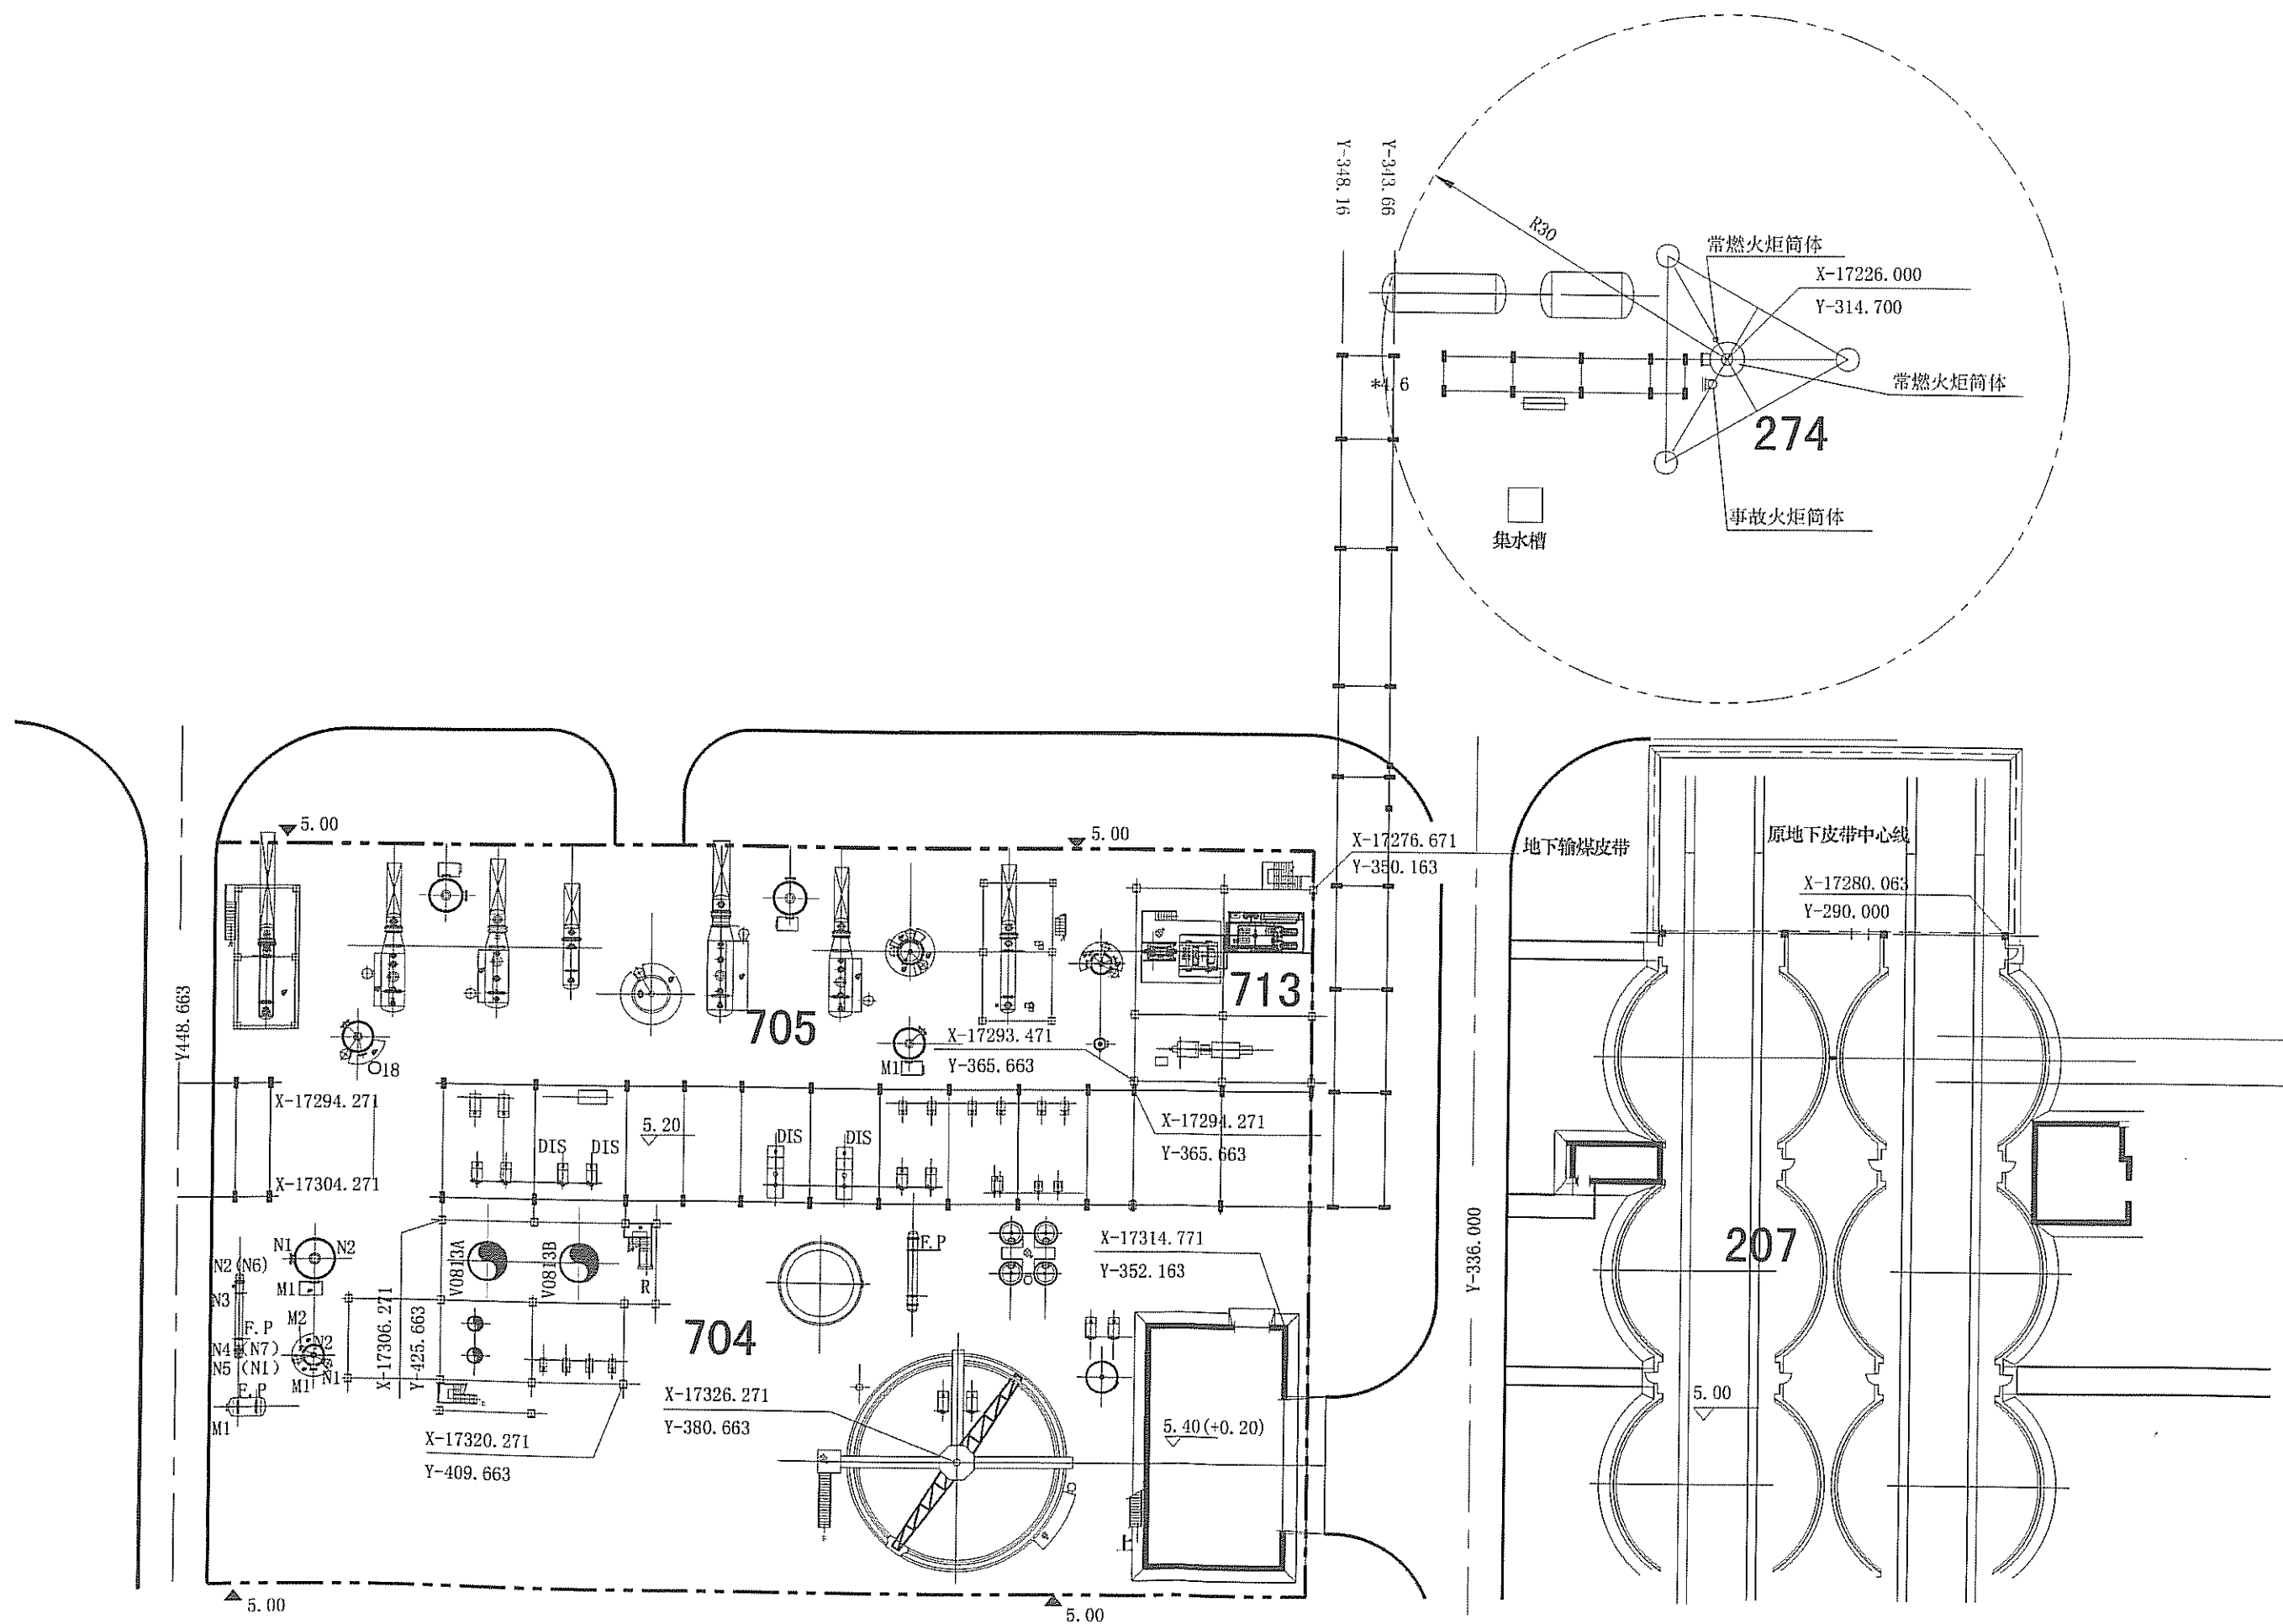 Y-348.16
Y-343.66
R30
常燃火炬筒体
X-17226.000
Y-314.700
常燃火炬筒体
274
事故火炬筒体
集水槽
5.00
5.00
X-17276.671
Y-350.163
地下输煤皮带
原地下皮带中心线
X-17280.063
Y-290.000
Y448.663
705
713
X-17293.471
Y-365.663
M1
18
X-17294.271
X-17304.271
5.20
DIS
DIS
DIS
DIS
X-17294.271
Y-365.663
N1
N2
N2(N6)
M1
N3
M2
F.P
N2
N4(N7)
N5 (N1)
N1
M1
F.P
M1
V0813A
V0813B
R
X-17306.271
Y-425.663
704
F.P
X-17314.771
Y-352.163
Y-336.000
207
X-17326.271
Y-380.663
X-17320.271
Y-409.663
5.40(+0.20)
5.00
5.00
5.00